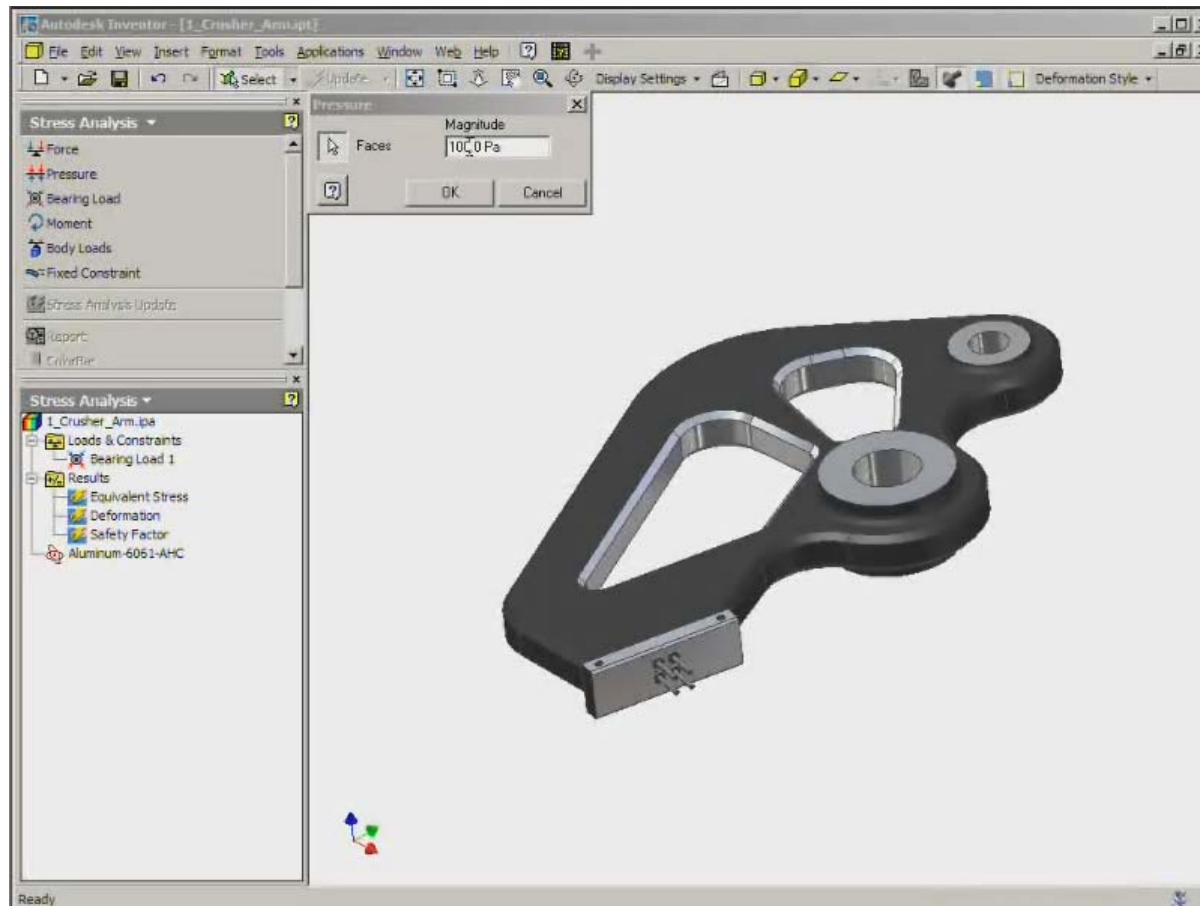 Autodesk Inventor - [1_Crusher_Arm.ipt]
File Edit View Insert Format Tools Applications Window Web Help
Select Update Display Settings Deformation Style
Stress Analysis
Force
Pressure
Bearing Load
Moment
Body Loads
Fixed Constraint
Stress Analysis Update
Report
ColorBar
Pressure
Magnitude
Faces
Pa
OK Cancel
Stress Analysis
1_Crusher_Arm.ipa
Loads & Constraints
Bearing Load 1
Results
Equivalent Stress
Deformation
Safety Factor
Aluminum-6061-AHC
Ready